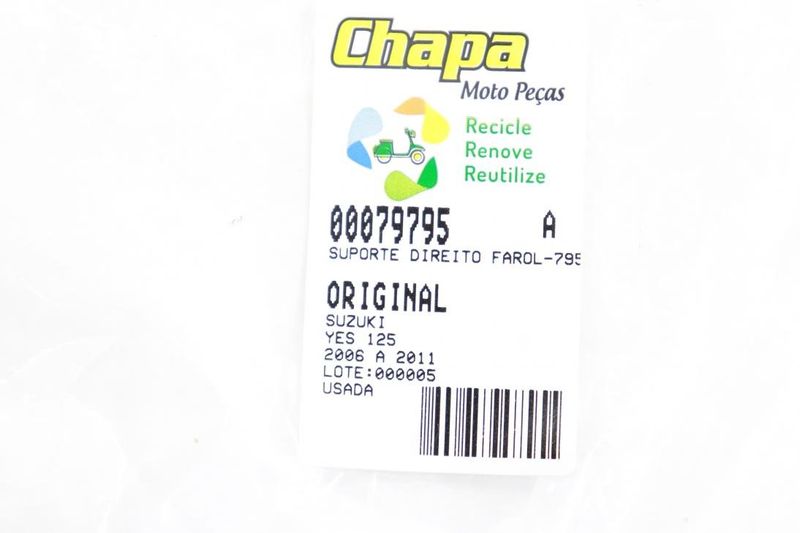 Chapa
Moto Peças
Recicle
Renove
Reutilize
00079795 A
SUPORTE DIREITO FAROL-795
ORIGINAL
SUZUKI
YES 125
2006 A 2011
LOTE:000005
USADA